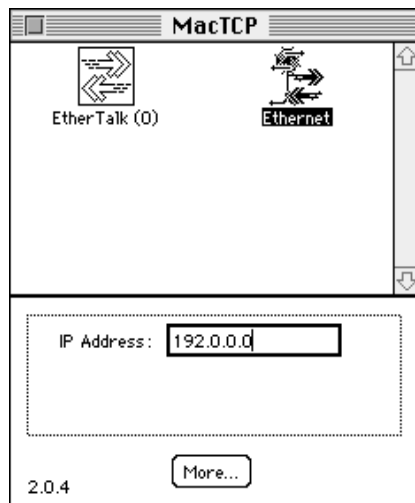 MacTCP
EtherTalk (0)
Ethernet
IP Address:
192.0.0.0
More...
2.0.4